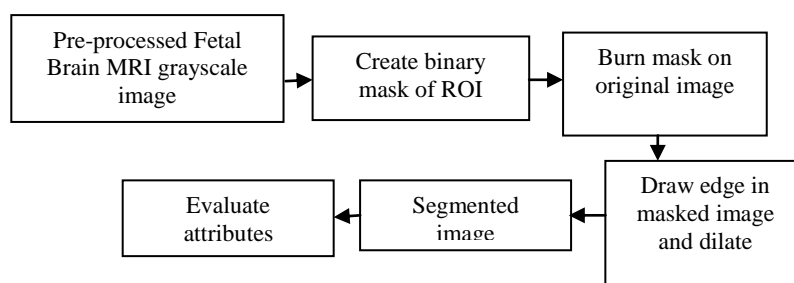 Pre-processed Fetal
Brain MRI grayscale
image
Create binary
mask of ROI
Burn mask on
original image
Draw edge in
masked image
and dilate
Segmented
image
Evaluate
attributes